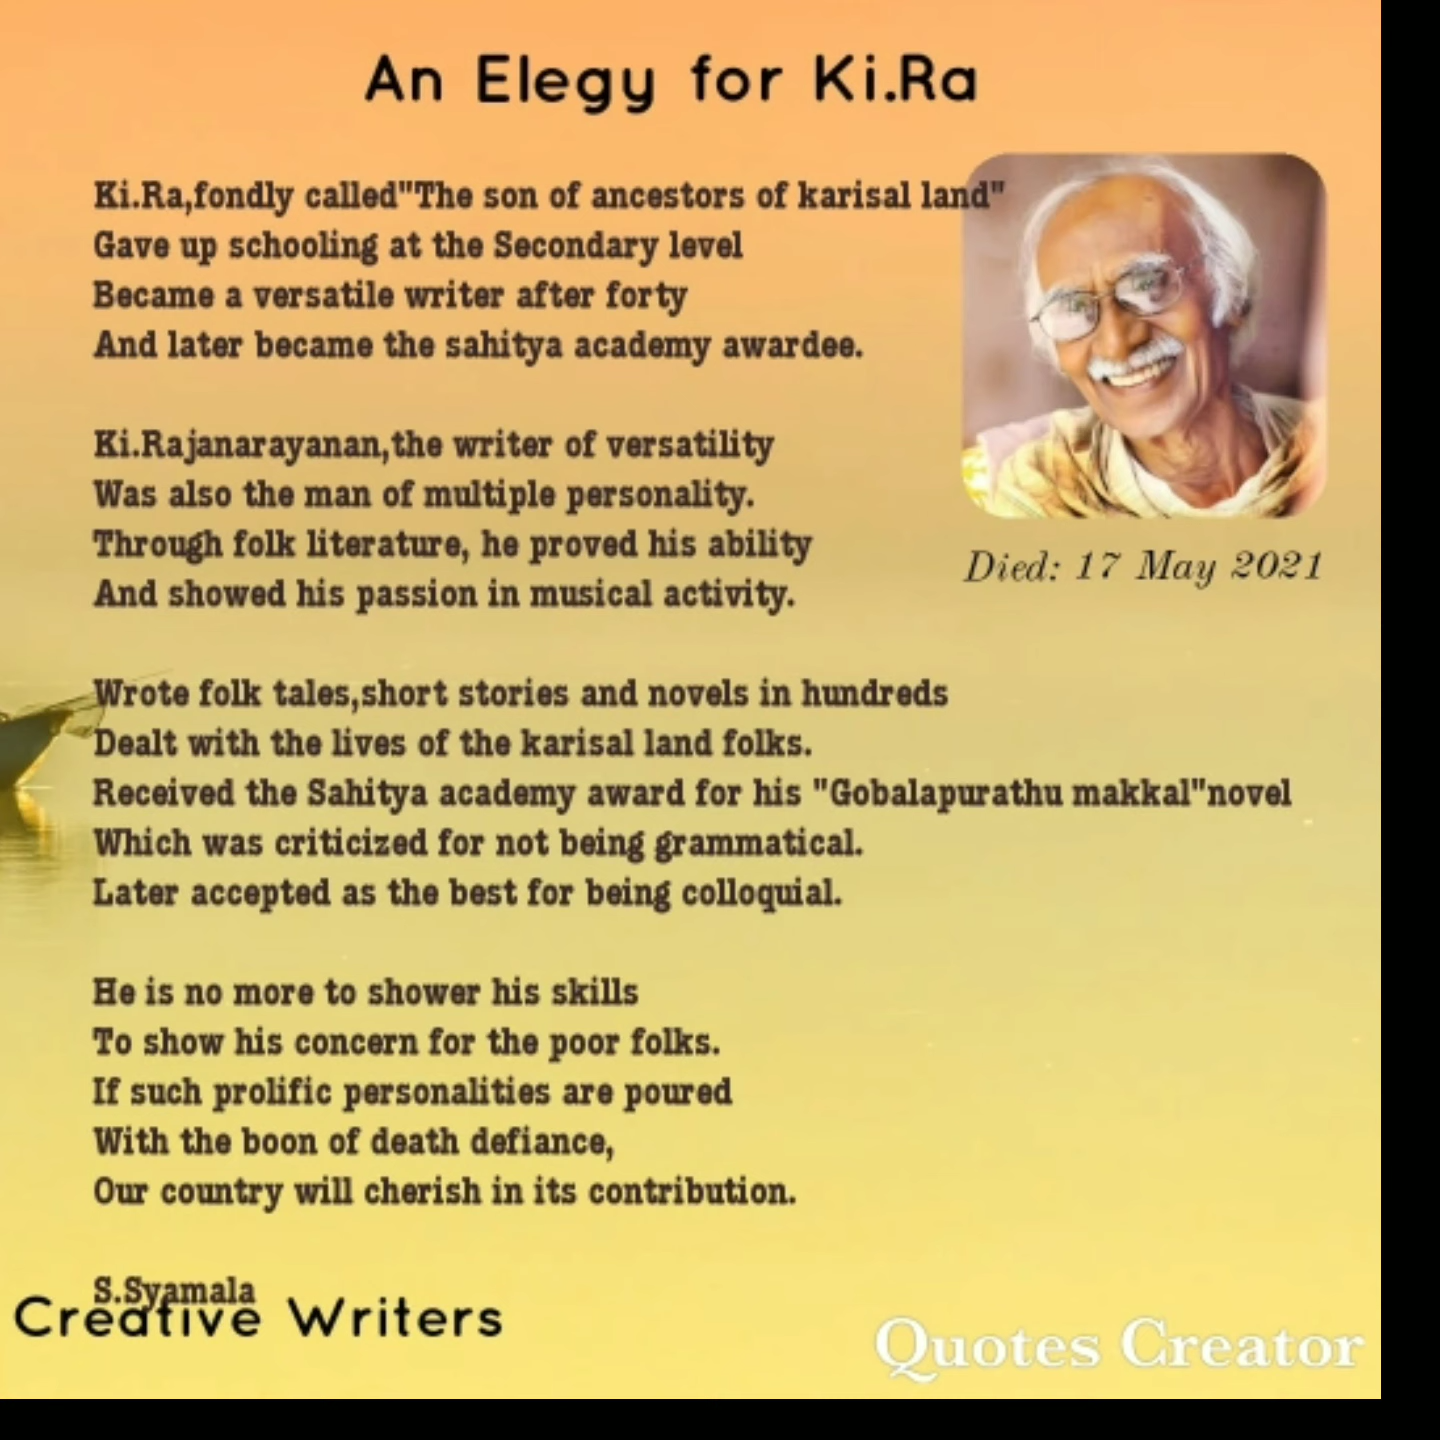 An Elegy for Ki.Ra
Ki.Ra,fondly called"The son of ancestors of karisal land"
Gave up schooling at the Secondary level
Became a versatile writer after forty
And later became the sahitya academy awardee.
Ki.Rajanarayanan,the writer of versatility
Was also the man of multiple personality.
Through folk literature, he proved his ability
And showed his passion in musical activity.
Died: 17 May 2021
Wrote folk tales,short stories and novels in hundreds
Dealt with the lives of the karisal land folks.
Received the Sahitya academy award for his "Gobalapurathu makkal"novel
Which was criticized for not being grammatical.
Later accepted as the best for being colloquial.
He is no more to shower his skills
To show his concern for the poor folks.
If such prolific personalities are poured
With the boon of death defiance,
Our country will cherish in its contribution.
S.Syamala
Creative Writers
Quotes Creator